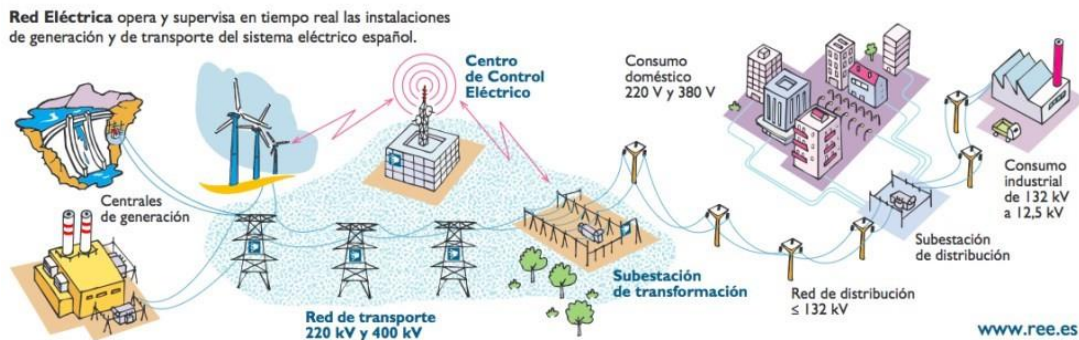 Red Eléctrica opera y supervisa en tiempo real las instalaciones
de generación y de transporte del sistema eléctrico español.
Centro
de Control
Eléctrico
Consumo
doméstico
220 V y 380 V
Centrales
de generación
Consumo
industrial
de 132 kV
a 12,5 kV
Subestación
de distribución
Subestación
de transformación
Red de distribución
≤ 132 kV
Red de transporte
220 kV y 400 kV
www.ree.es